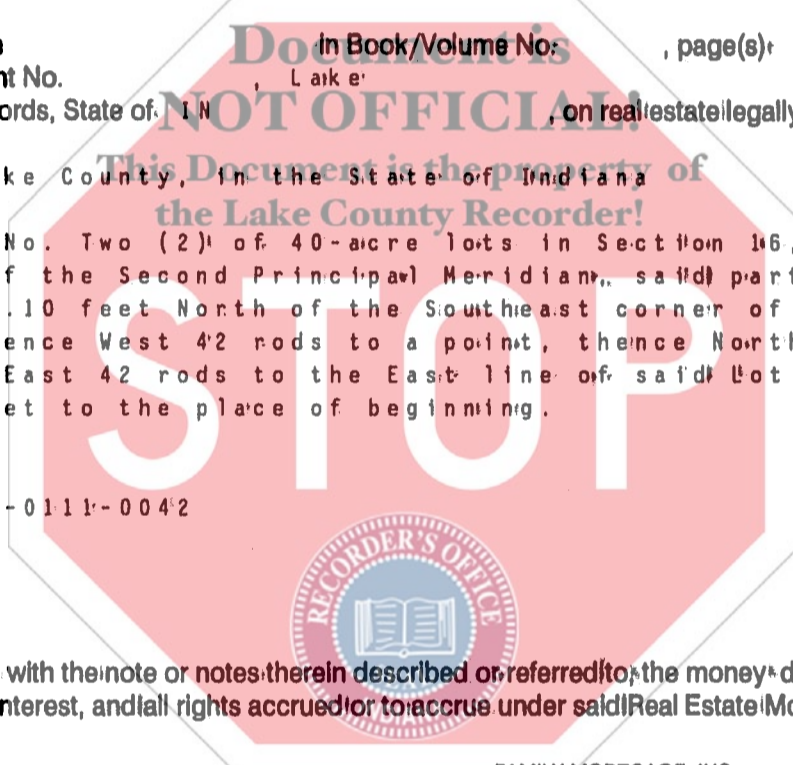 in Book/Volume No: , page(s)
Document is
nt No. , Lake
ords, State of IN , on real estate legally
NOT OFFICIAL!
This Document is the property of
ke County, in the State of Indiana
the Lake County Recorder!
No. Two (2) of 40-acre lots in Section 16,
f the Second Principal Meridian, said part
.10 feet North of the Southeast corner of
ence West 42 rods to a point, thence North
East 42 rods to the East line of said Lot
et to the place of beginning.
STOP
-0111-0042
RECORDER'S OFFICE
with the note or notes therein described or referred to, the money d
nterest, and all rights accrued or to accrue under said Real Estate Mo